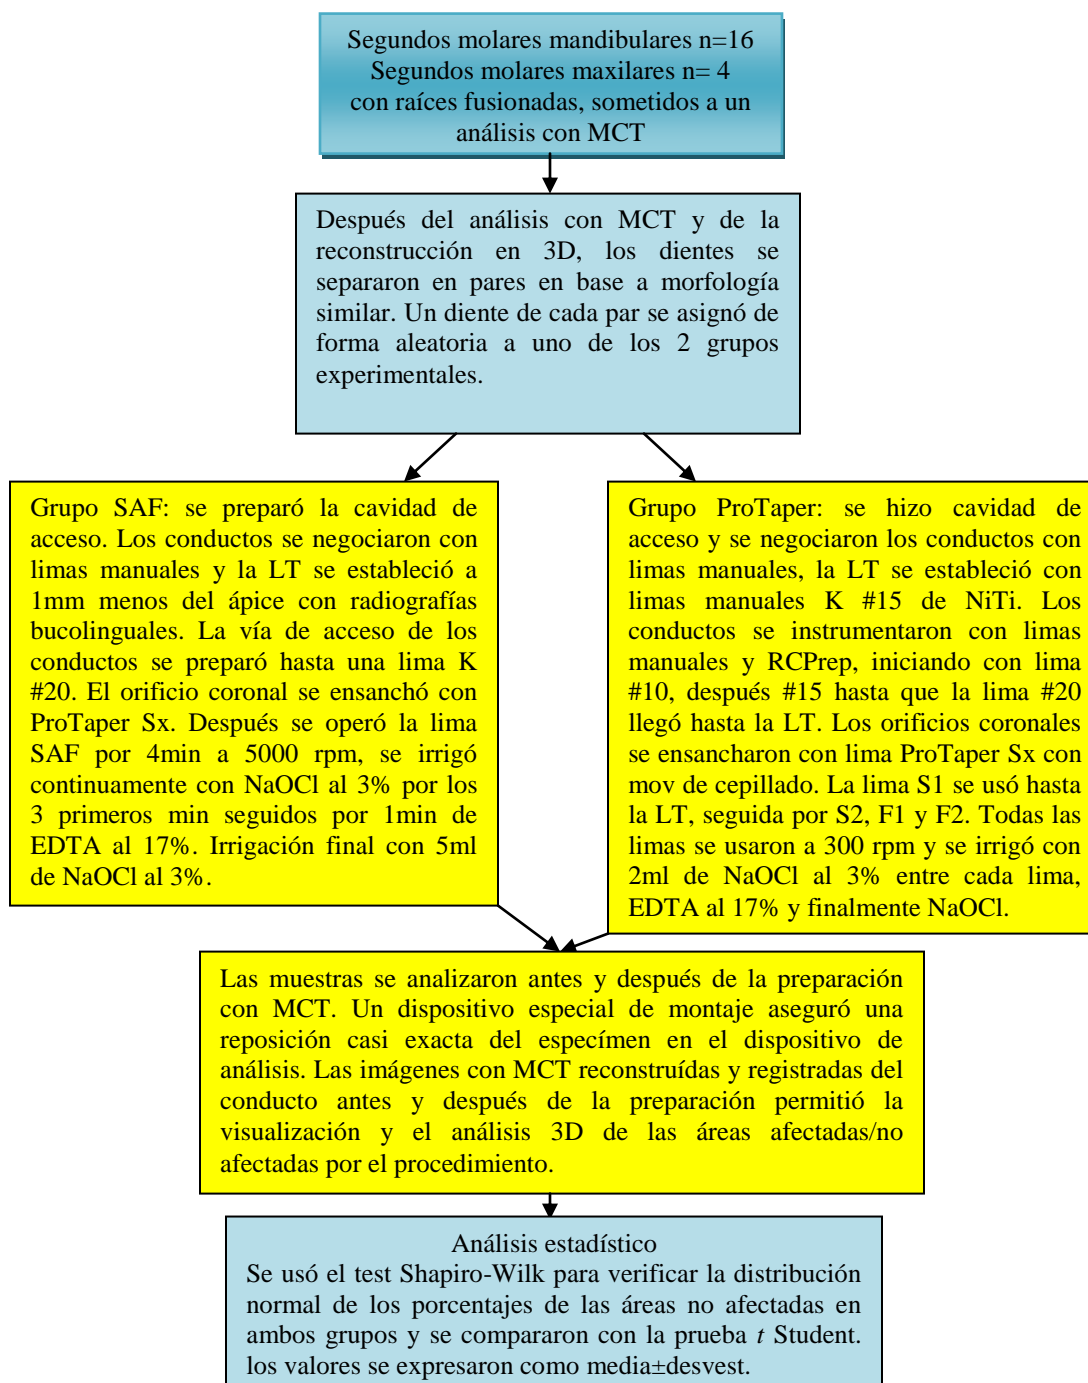 Segundos molares mandibulares n=16
Segundos molares maxilares n= 4
con raíces fusionadas, sometidos a un
análisis con MCT
Después del análisis con MCT y de la
reconstrucción en 3D, los dientes se
separaron en pares en base a morfología
similar. Un diente de cada par se asignó de
forma aleatoria a uno de los 2 grupos
experimentales.
Grupo SAF: se preparó la cavidad de
acceso. Los conductos se negociaron con
limas manuales y la LT se estableció a
1mm menos del ápice con radiografías
bucolinguales. La vía de acceso de los
conductos se preparó hasta una lima K
#20. El orificio coronal se ensanchó con
ProTaper Sx. Después se operó la lima
SAF por 4min a 5000 rpm, se irrigó
continuamente con NaOCl al 3% por los
3 primeros min seguidos por 1min de
EDTA al 17%. Irrigación final con 5ml
de NaOCl al 3%.
Grupo ProTaper: se hizo cavidad de
acceso y se negociaron los conductos con
limas manuales, la LT se estableció con
limas manuales K #15 de NiTi. Los
conductos se instrumentaron con limas
manuales y RCPrep, iniciando con lima
#10, después #15 hasta que la lima #20
llegó hasta la LT. Los orificios coronales
se ensancharon con lima ProTaper Sx con
mov de cepillado. La lima S1 se usó hasta
la LT, seguida por S2, F1 y F2. Todas las
limas se usaron a 300 rpm y se irrigó con
2ml de NaOCl al 3% entre cada lima,
EDTA al 17% y finalmente NaOCl.
Las muestras se analizaron antes y después de la preparación
con MCT. Un dispositivo especial de montaje aseguró una
reposición casi exacta del específmen en el dispositivo de
análisis. Las imágenes con MCT reconstruídas y registradas del
conducto antes y después de la preparación permitió la
visualización y el análisis 3D de las áreas afectadas/no
afectadas por el procedimiento.
Análisis estadístico
Se usó el test Shapiro-Wilk para verificar la distribución
normal de los porcentajes de las áreas no afectadas en
ambos grupos y se compararon con la prueba t Student.
los valores se expresaron como media±desvest.